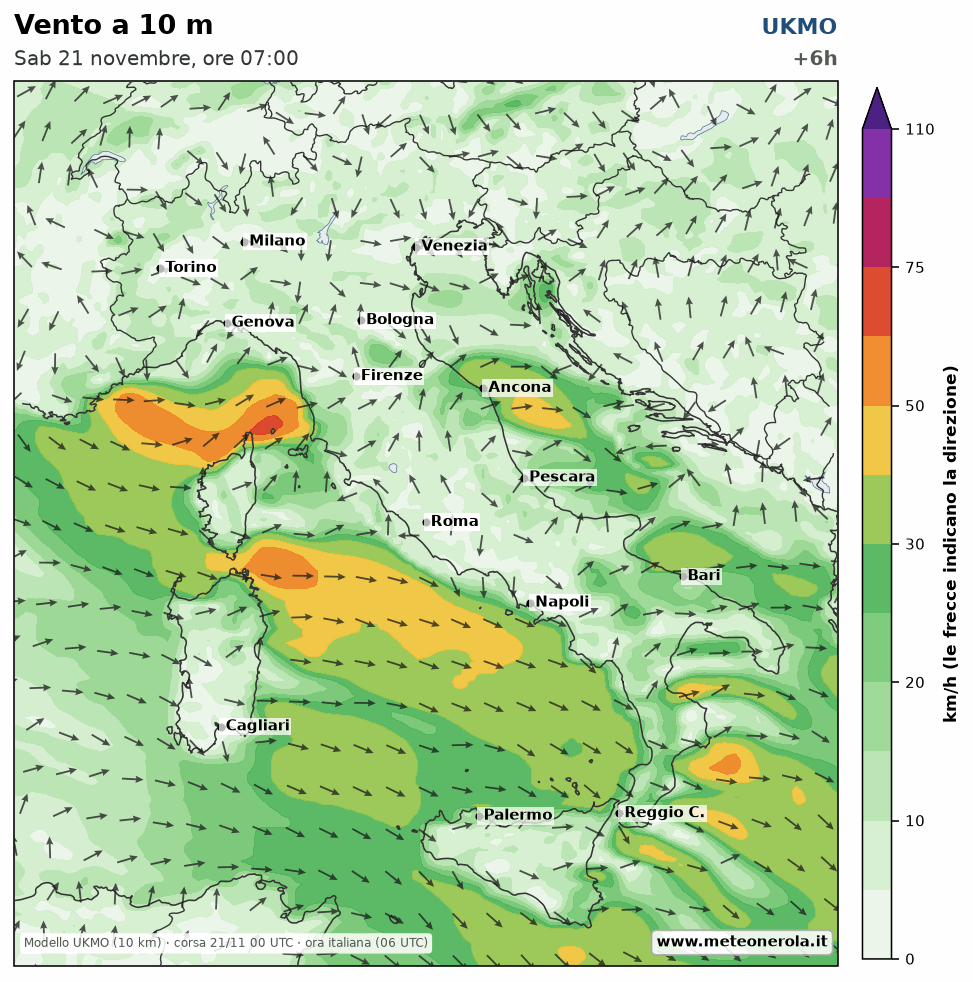 Vento a 10 m
UKMO
Sab 21 novembre, ore 07:00
+6h
110
75
50
30
20
10
0
km/h (le frecce indicano la direzione)
Milano
Venezia
Torino
Genova
Bologna
Firenze
Ancona
Pescara
Roma
Bari
Napoli
Cagliari
Palermo
Reggio C.
Modello UKMO (10 km) · corsa 21/11 00 UTC · ora italiana (06 UTC)
www.meteonerola.it